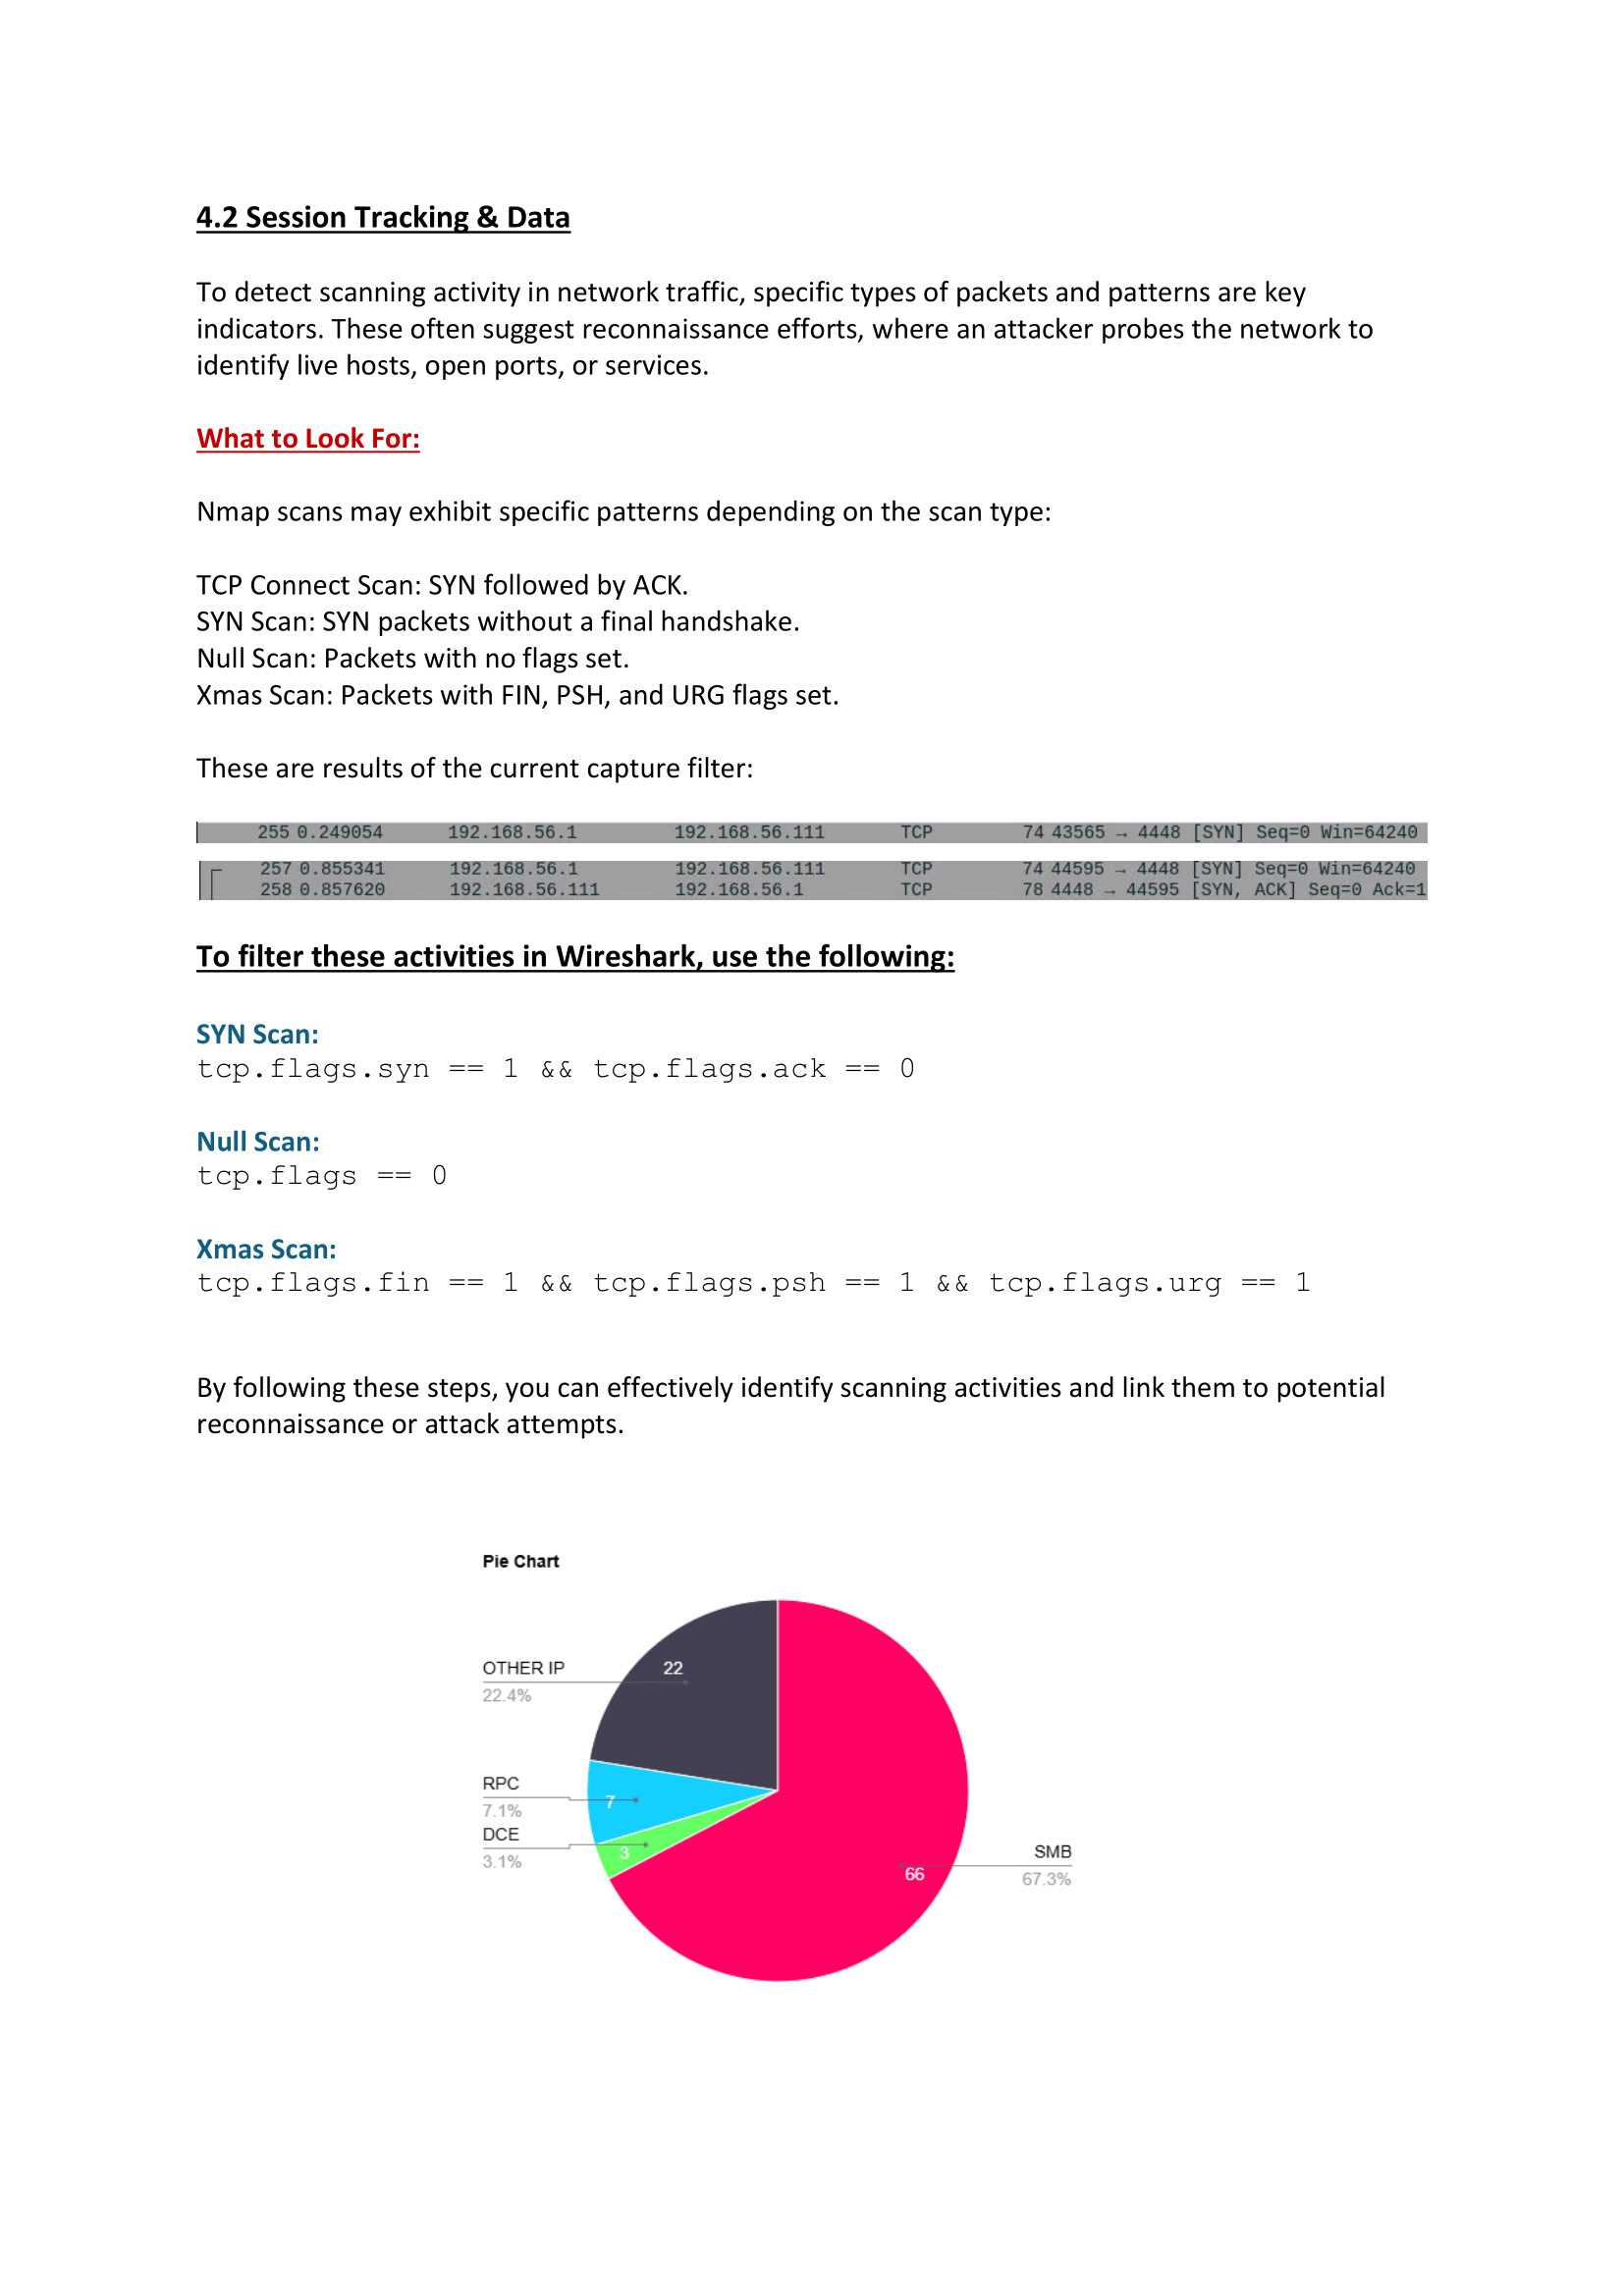 4.2 Session Tracking & Data
To detect scanning activity in network traffic, specific types of packets and patterns are key
indicators. These often suggest reconnaissance efforts, where an attacker probes the network to
identify live hosts, open ports, or services.
What to Look For:
Nmap scans may exhibit specific patterns depending on the scan type:
TCP Connect Scan: SYN followed by ACK.
SYN Scan: SYN packets without a final handshake.
Null Scan: Packets with no flags set.
Xmas Scan: Packets with FIN, PSH, and URG flags set.
These are results of the current capture filter:
255 0.249054 192.168.56.1 192.168.56.111 TCP 74 43565 → 4448 [SYN] Seq=0 Win=64240
257 0.855341 192.168.56.1 192.168.56.111 TCP 74 44595 → 4448 [SYN] Seq=0 Win=64240
258 0.857620 192.168.56.111 192.168.56.1 TCP 78 4448 → 44595 [SYN, ACK] Seq=0 Ack=1
To filter these activities in Wireshark, use the following:
SYN Scan:
tcp.flags.syn == 1 && tcp.flags.ack == 0
Null Scan:
tcp.flags == 0
Xmas Scan:
tcp.flags.fin == 1 && tcp.flags.psh == 1 && tcp.flags.urg == 1
By following these steps, you can effectively identify scanning activities and link them to potential
reconnaissance or attack attempts.
Pie Chart
OTHER IP
22.4%
22
RPC
7.1%
7
DCE
3.1%
3
SMB
67.3%
66